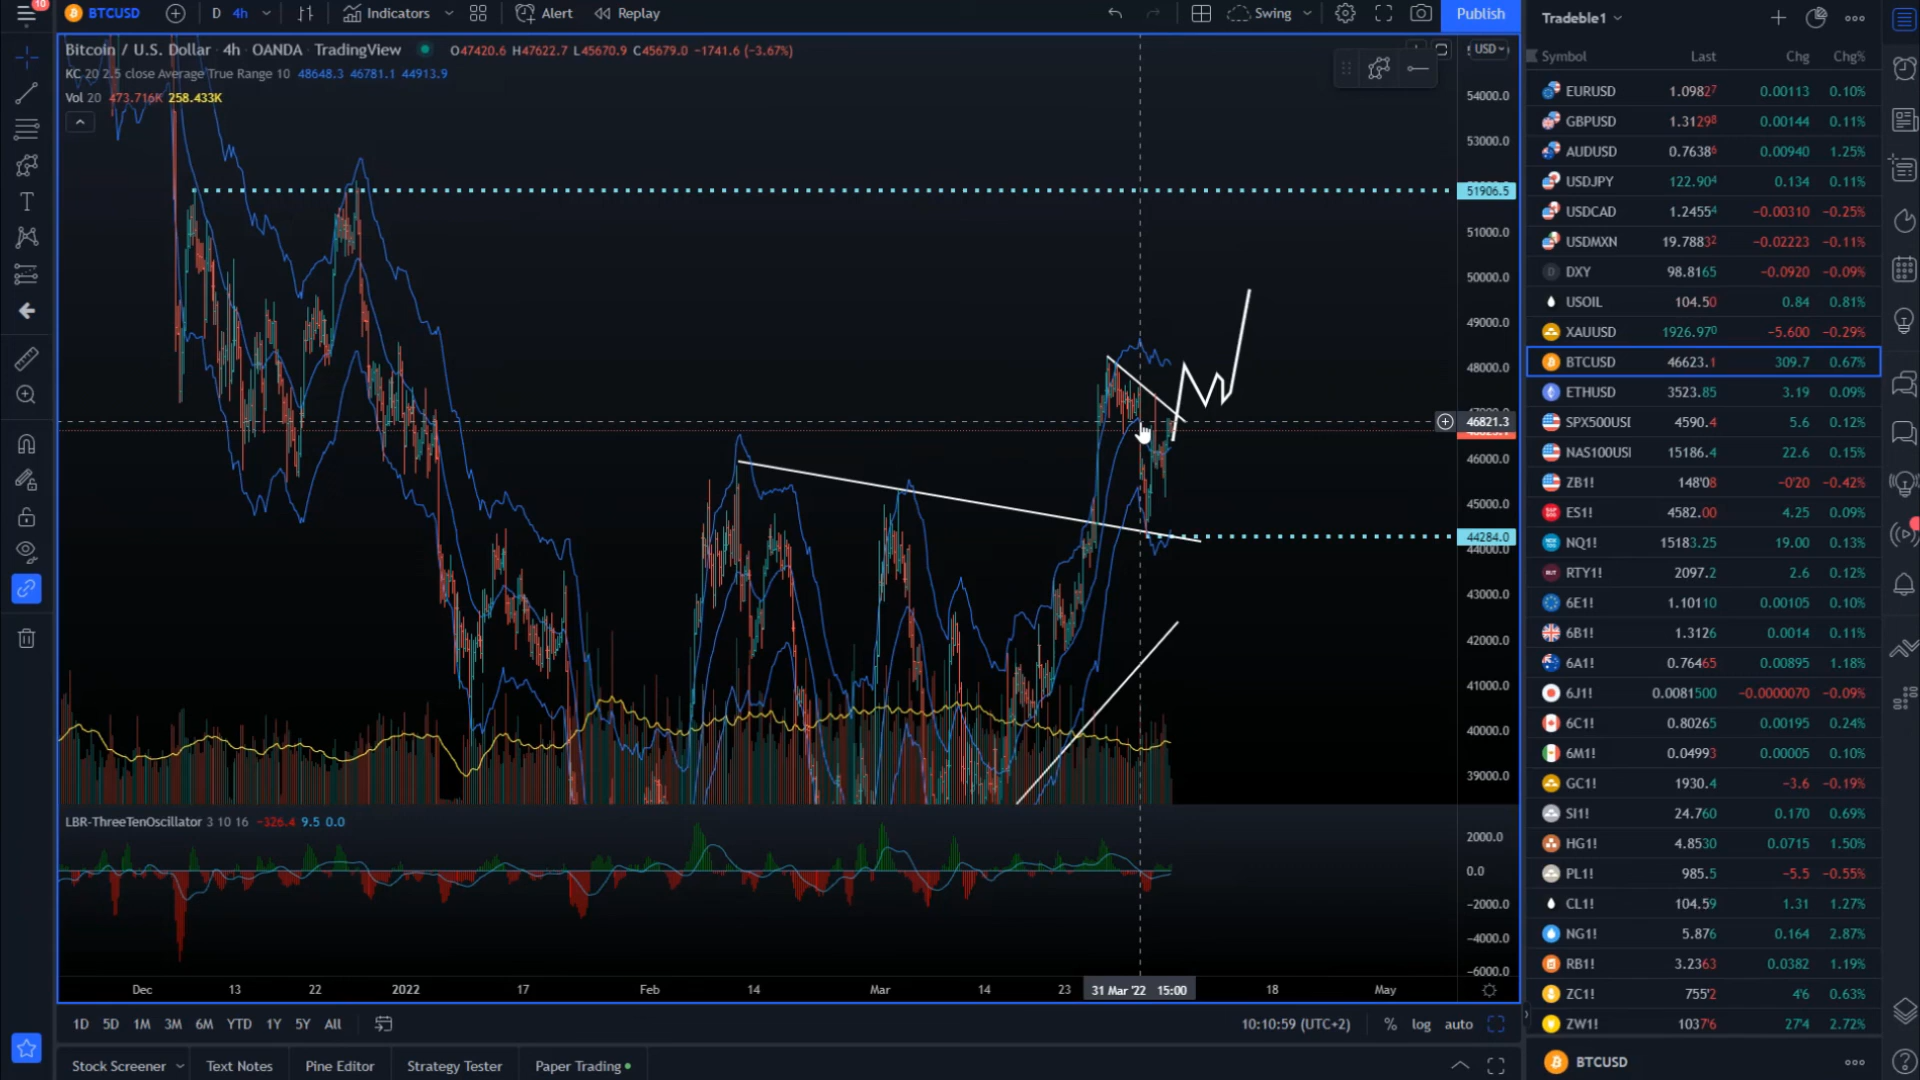 10
BTCUSD D 4h Indicators Alert Replay Swing Publish
Bitcoin / U.S. Dollar · 4h · OANDA · TradingView O47420.6 H47622.7 L45670.9 C45679.0 −1741.6 (−3.67%)
KC 20 2.5 close Average True Range 10 48648.3 46781.1 44913.9
Vol 20 473.716K 258.433K
USD
54000.0
53000.0
51906.5
51000.0
50000.0
49000.0
48000.0
46821.3
46000.0
45000.0
44284.0
44000.0
43000.0
42000.0
41000.0
40000.0
39000.0
LBR-ThreeTenOscillator 3 10 16 −326.4 9.5 0.0
2000.0
0.0
−2000.0
−4000.0
−6000.0
Dec 13 22 2022 17 Feb 14 Mar 14 23 31 Mar '22 15:00 18 May
1D 5D 1M 3M 6M YTD 1Y 5Y All 10:10:59 (UTC+2) % log auto
Stock Screener Text Notes Pine Editor Strategy Tester Paper Trading
Tradeble1
Symbol Last Chg Chg%
EURUSD 1.09827 0.00113 0.10%
GBPUSD 1.31298 0.00144 0.11%
AUDUSD 0.76386 0.00940 1.25%
USDJPY 122.904 0.134 0.11%
USDCAD 1.24554 −0.00310 −0.25%
USDMXN 19.78832 −0.02223 −0.11%
DXY 98.8165 −0.0920 −0.09%
USOIL 104.50 0.84 0.81%
XAUUSD 1926.970 −5.600 −0.29%
BTCUSD 46623.1 309.7 0.67%
ETHUSD 3523.85 3.19 0.09%
SPX500USI 4590.4 5.6 0.12%
NAS100USI 15186.4 22.6 0.15%
ZB1! 148'08 −0'20 −0.42%
ES1! 4582.00 4.25 0.09%
NQ1! 15183.25 19.00 0.13%
RTY1! 2097.2 2.6 0.12%
6E1! 1.10110 0.00105 0.10%
6B1! 1.3126 0.0014 0.11%
6A1! 0.76465 0.00895 1.18%
6J1! 0.0081500 −0.0000070 −0.09%
6C1! 0.80265 0.00195 0.24%
6M1! 0.04993 0.00005 0.10%
GC1! 1930.4 −3.6 −0.19%
SI1! 24.760 0.170 0.69%
HG1! 4.8530 0.0715 1.50%
PL1! 985.5 −5.5 −0.55%
CL1! 104.59 1.31 1.27%
NG1! 5.876 0.164 2.87%
RB1! 3.2363 0.0382 1.19%
ZC1! 755'2 4'6 0.63%
ZW1! 1037'6 27'4 2.72%
BTCUSD